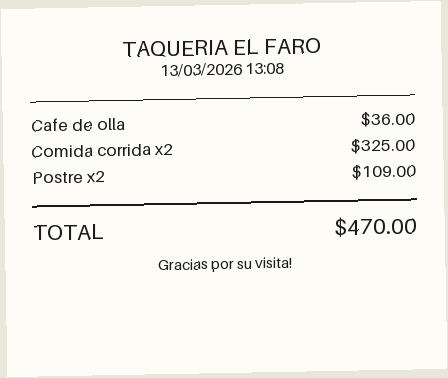 TAQUERIA EL FARO
13/03/2026 13:08
Cafe de olla $36.00
Comida corrida x2 $325.00
Postre x2 $109.00
TOTAL $470.00
Gracias por su visita!